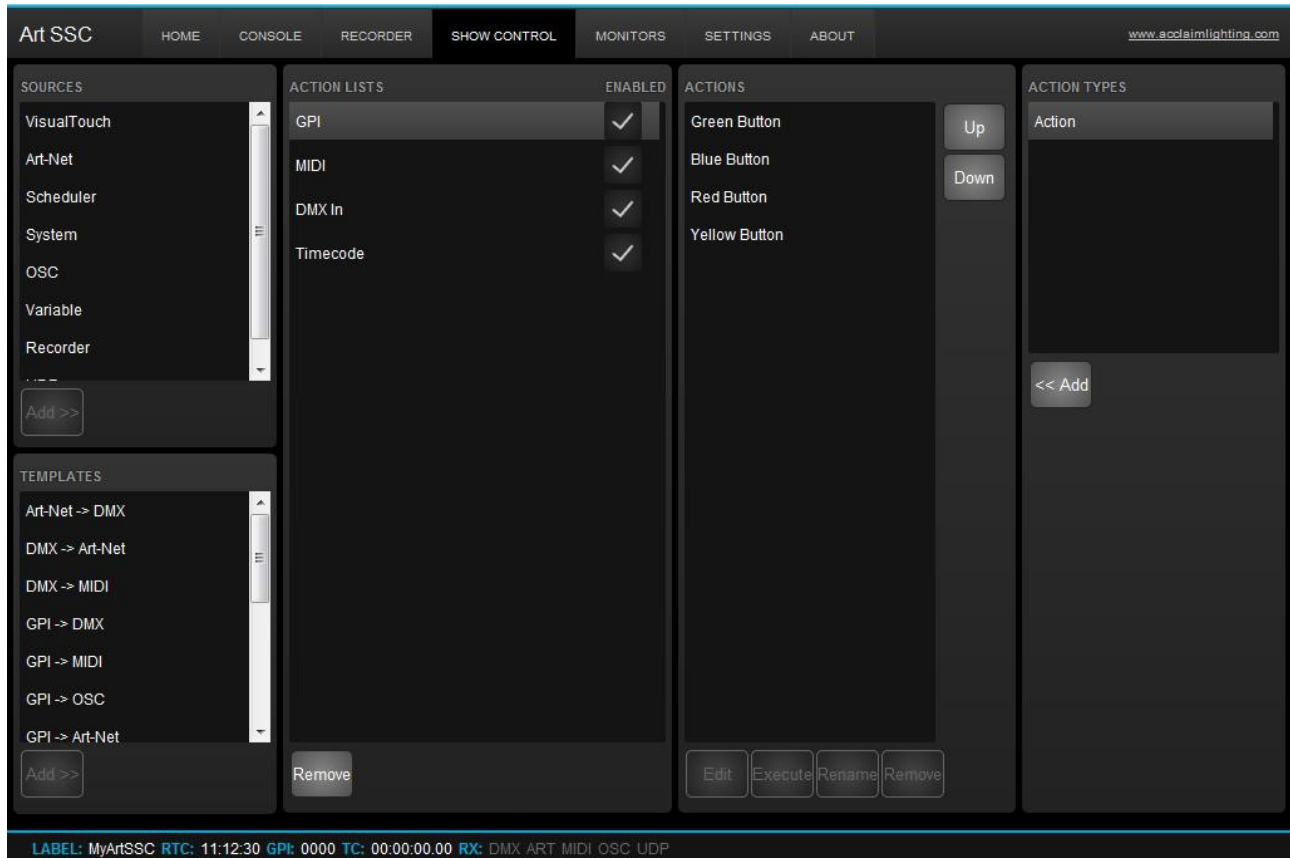 Art SSC
HOME
CONSOLE
RECORDER
SHOW CONTROL
MONITORS
SETTINGS
ABOUT
www.acclaimlighting.com
SOURCES
VisualTouch
Art-Net
Scheduler
System
OSC
Variable
Recorder
Add >>
TEMPLATES
Art-Net -> DMX
DMX -> Art-Net
DMX -> MIDI
GPI -> DMX
GPI -> MIDI
GPI -> OSC
GPI -> Art-Net
Add >>
ACTION LISTS ENABLED
GPI
MIDI
DMX In
Timecode
Remove
ACTIONS
Green Button
Blue Button
Red Button
Yellow Button
Up
Down
Edit
Execute
Rename
Remove
ACTION TYPES
Action
<< Add
LABEL: MyArtSSC RTC: 11:12:30 GPI: 0000 TC: 00:00:00.00 RX: DMX ART MIDI OSC UDP